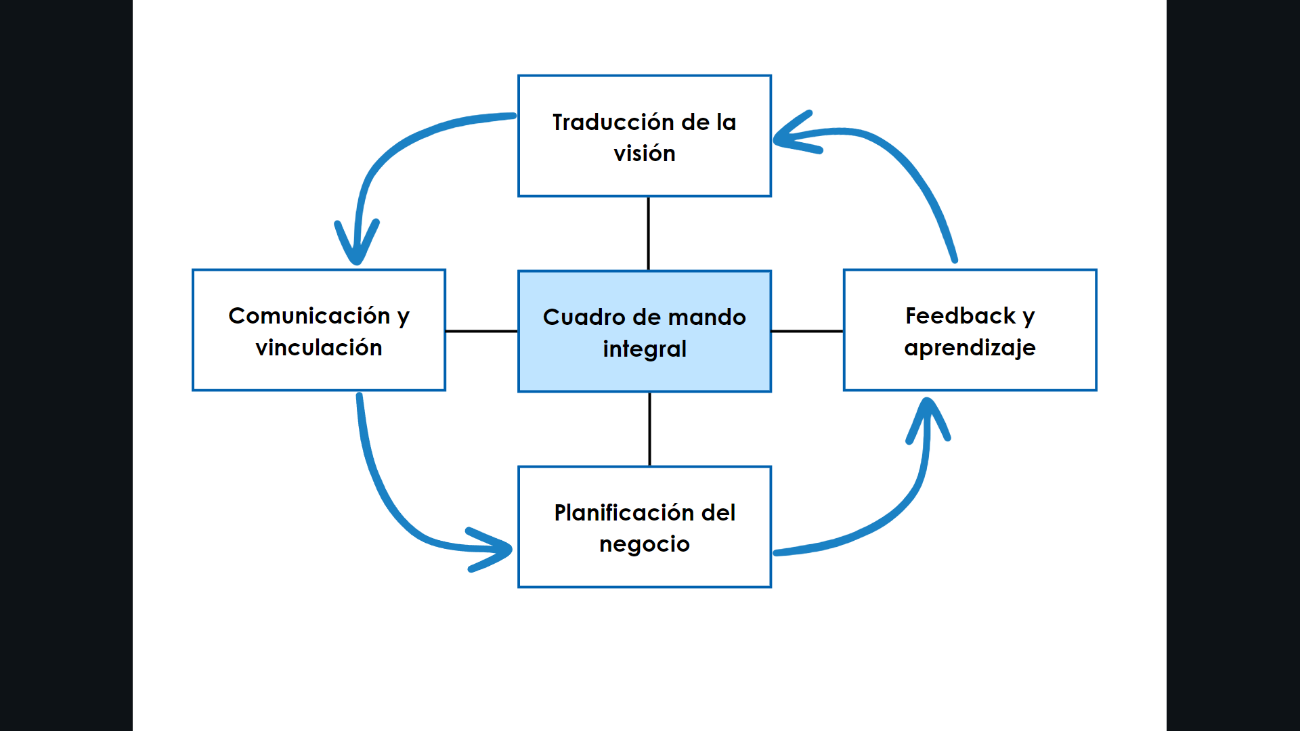 Traducción de la
visión
Comunicación y
vinculación
Cuadro de mando
integral
Feedback y
aprendizaje
Planificación del
negocio